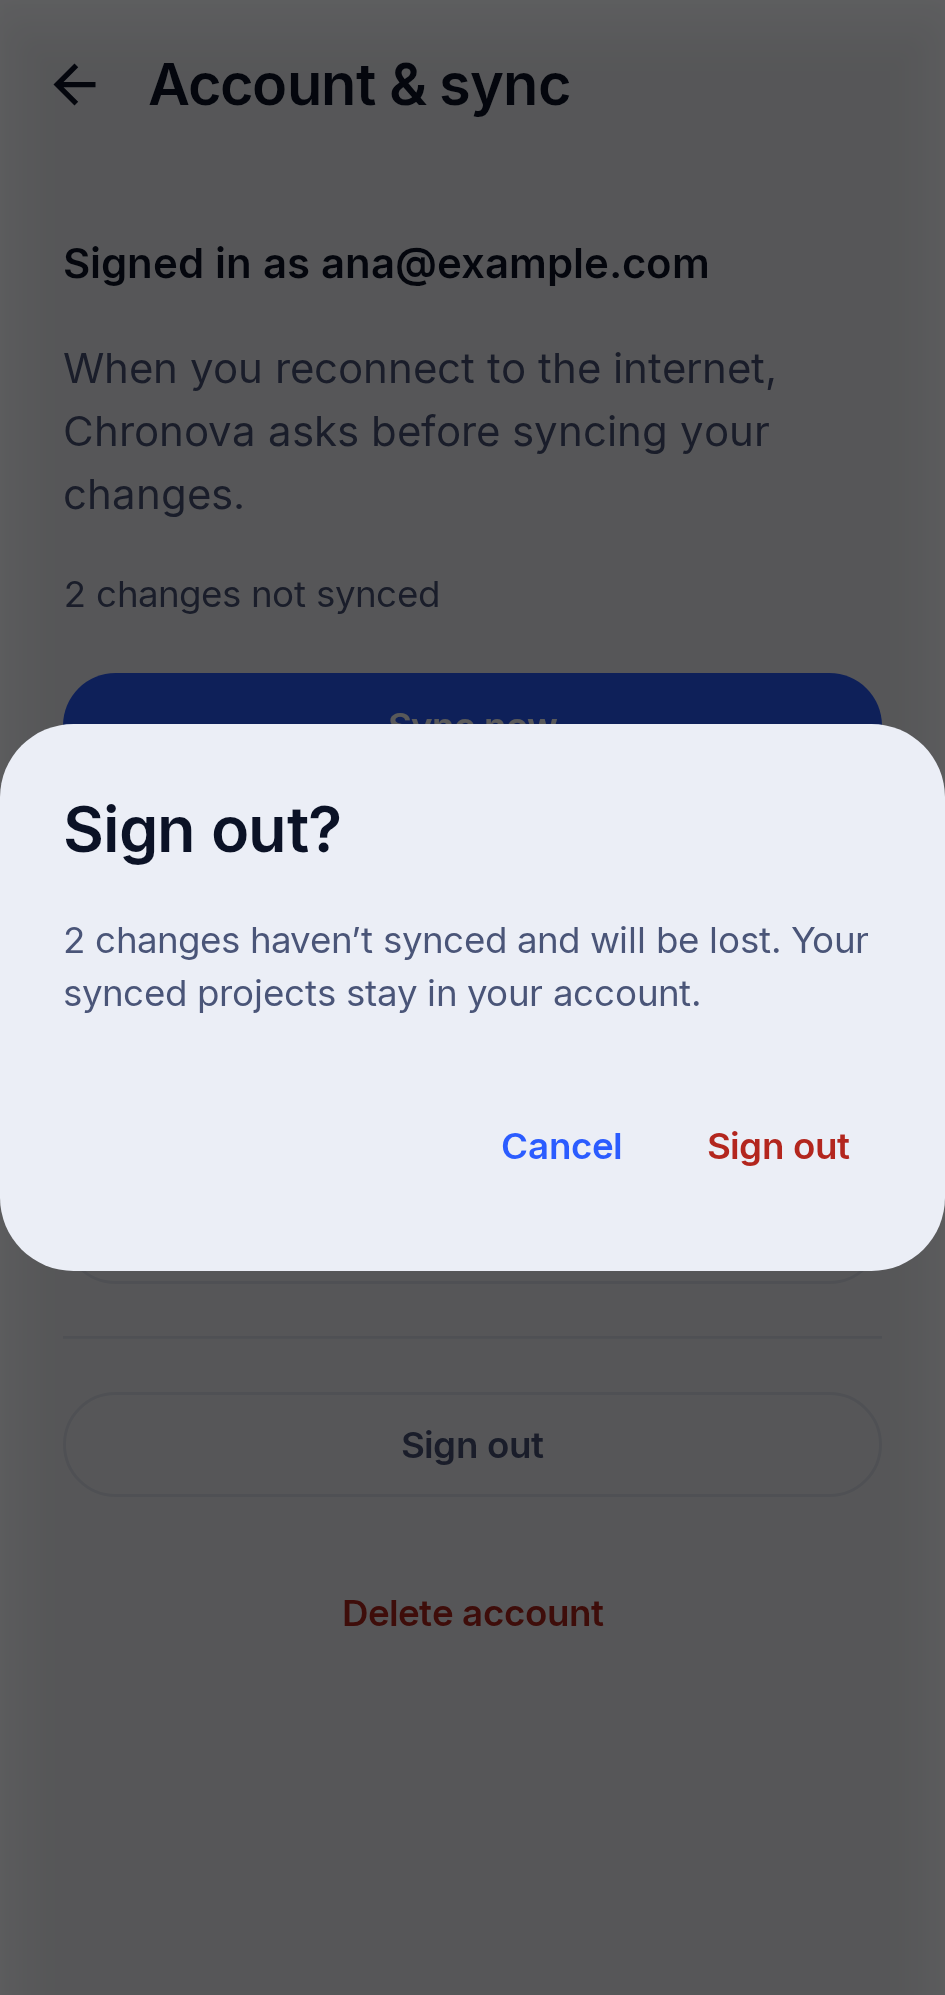 Account & sync
Signed in as ana@example.com
When you reconnect to the internet,
Chronova asks before syncing your
changes.
2 changes not synced
Sync now
Sign out?
2 changes haven’t synced and will be lost. Your
synced projects stay in your account.
Cancel Sign out
Sign out
Delete account